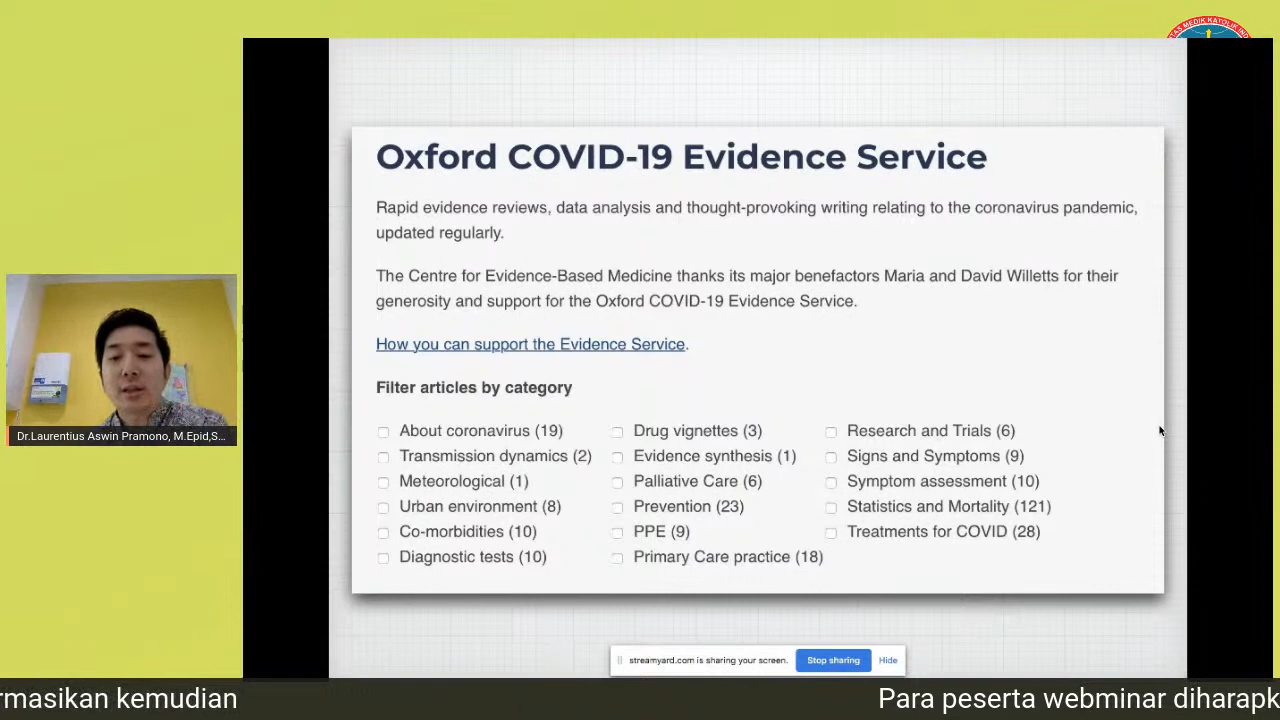 Oxford COVID-19 Evidence Service
Rapid evidence reviews, data analysis and thought-provoking writing relating to the coronavirus pandemic,
updated regularly.
The Centre for Evidence-Based Medicine thanks its major benefactors Maria and David Willetts for their
generosity and support for the Oxford COVID-19 Evidence Service.
How you can support the Evidence Service.
Filter articles by category
About coronavirus (19)
Transmission dynamics (2)
Meteorological (1)
Urban environment (8)
Co-morbidities (10)
Diagnostic tests (10)
Drug vignettes (3)
Evidence synthesis (1)
Palliative Care (6)
Prevention (23)
PPE (9)
Primary Care practice (18)
Research and Trials (6)
Signs and Symptoms (9)
Symptom assessment (10)
Statistics and Mortality (121)
Treatments for COVID (28)
Dr.Laurentius Aswin Pramono, M.Epid,S...
streamyard.com is sharing your screen.
Stop sharing
Hide
rmasikan kemudian
Para peserta webminar diharapk